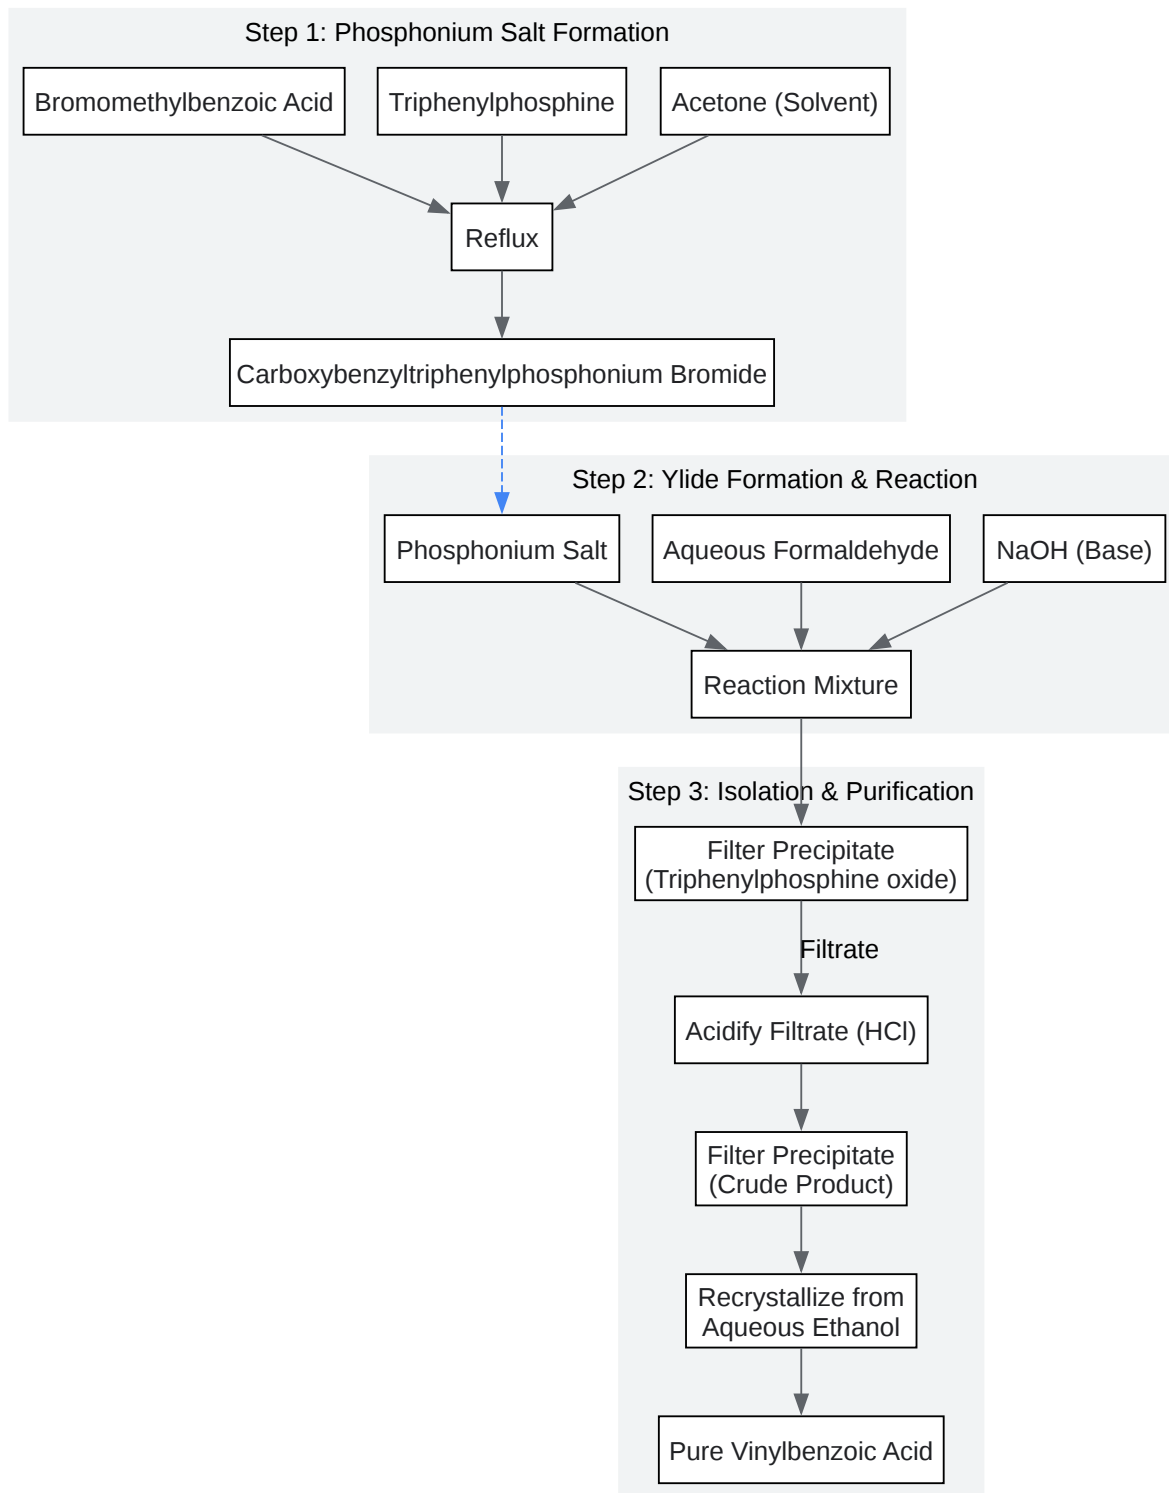 Step 1: Phosphonium Salt Formation
Bromomethylbenzoic Acid
Triphenylphosphine
Acetone (Solvent)
Reflux
Carboxybenzyltriphenylphosphonium Bromide
Step 2: Ylide Formation & Reaction
Phosphonium Salt
Aqueous Formaldehyde
NaOH (Base)
Reaction Mixture
Step 3: Isolation & Purification
Filter Precipitate
(Triphenylphosphine oxide)
Filtrate
Acidify Filtrate (HCl)
Filter Precipitate
(Crude Product)
Recrystallize from
Aqueous Ethanol
Pure Vinylbenzoic Acid